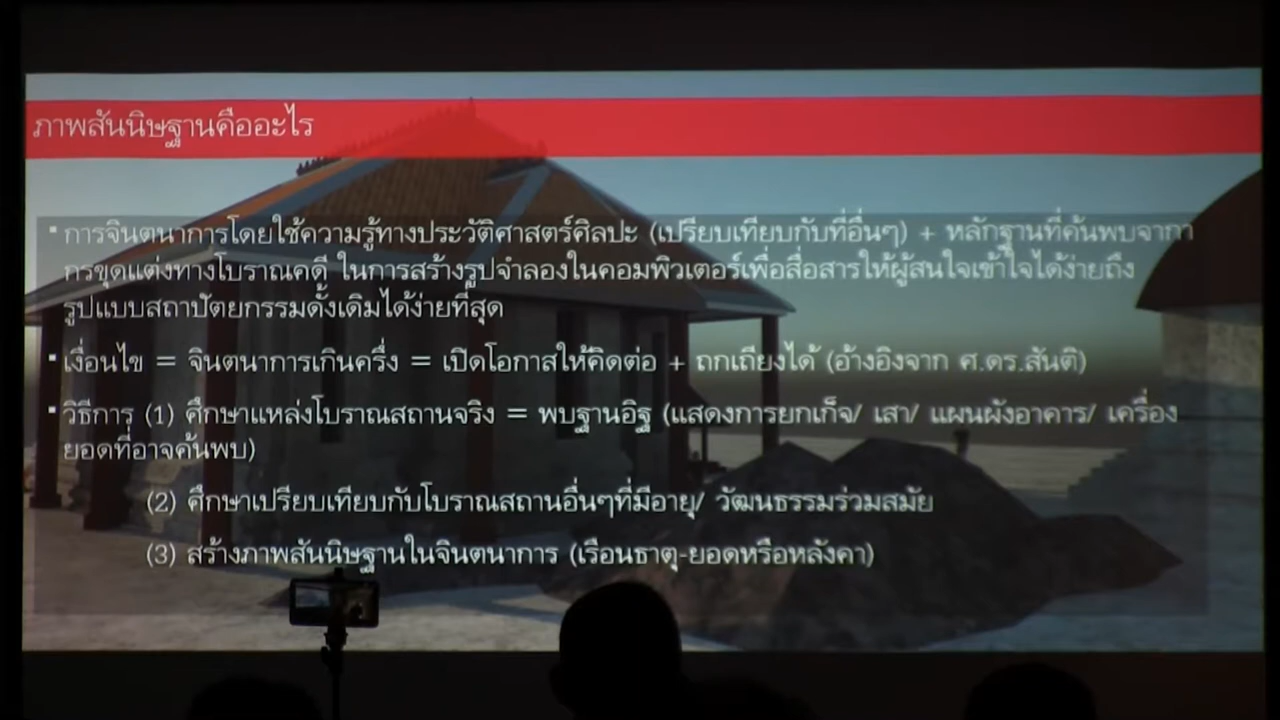 ภาพสันนิษฐานคืออะไร
▪ การจินตนาการโดยใช้ความรู้ทางประวัติศาสตร์ศิลปะ (เปรียบเทียบกับที่อื่นๆ) + หลักฐานที่ค้นพบจากา
กรขุดแต่งทางโบราณคดี ในการสร้างรูปจำลองในคอมพิวเตอร์เพื่อสื่อสารให้ผู้สนใจเข้าใจได้ง่ายถึง
รูปแบบสถาปัตยกรรมดั้งเดิมได้ง่ายที่สุด
▪ เงื่อนไข = จินตนาการเกินครึ่ง = เปิดโอกาสให้คิดต่อ + ถกเถียงได้ (อ้างอิงจาก ศ.ดร.สันติ)
▪ วิธีการ (1) ศึกษาแหล่งโบราณสถานจริง = พบฐานอิฐ (แสดงการยกเก็จ/ เสา/ แผนผังอาคาร/ เครื่อง
ยอดที่อาจค้นพบ)
(2) ศึกษาเปรียบเทียบกับโบราณสถานอื่นๆที่มีอายุ/ วัฒนธรรมร่วมสมัย
(3) สร้างภาพสันนิษฐานในจินตนาการ (เรือนธาตุ-ยอดหรือหลังคา)